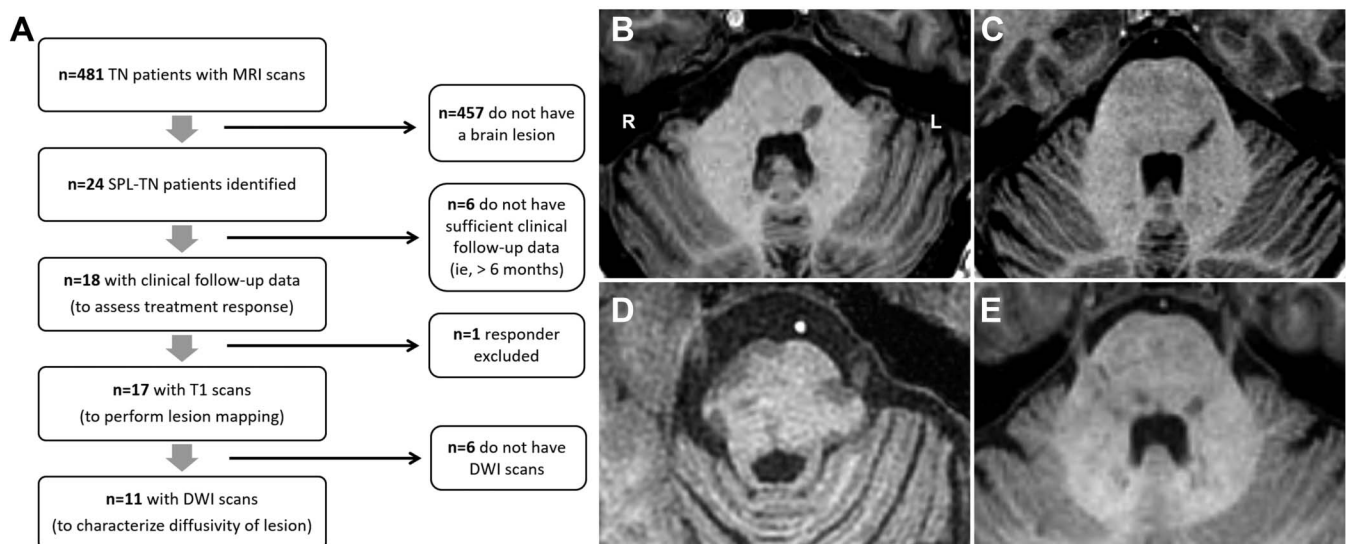 A
n=481 TN patients with MRI scans
n=457 do not have
a brain lesion
n=24 SPL-TN patients identified
n=6 do not have
sufficient clinical
follow-up data
(ie, > 6 months)
n=18 with clinical follow-up data
(to assess treatment response)
n=1 responder
excluded
n=17 with T1 scans
(to perform lesion mapping)
n=6 do not have
DWI scans
n=11 with DWI scans
(to characterize diffusivity of lesion)
B
R
L
C
D
E